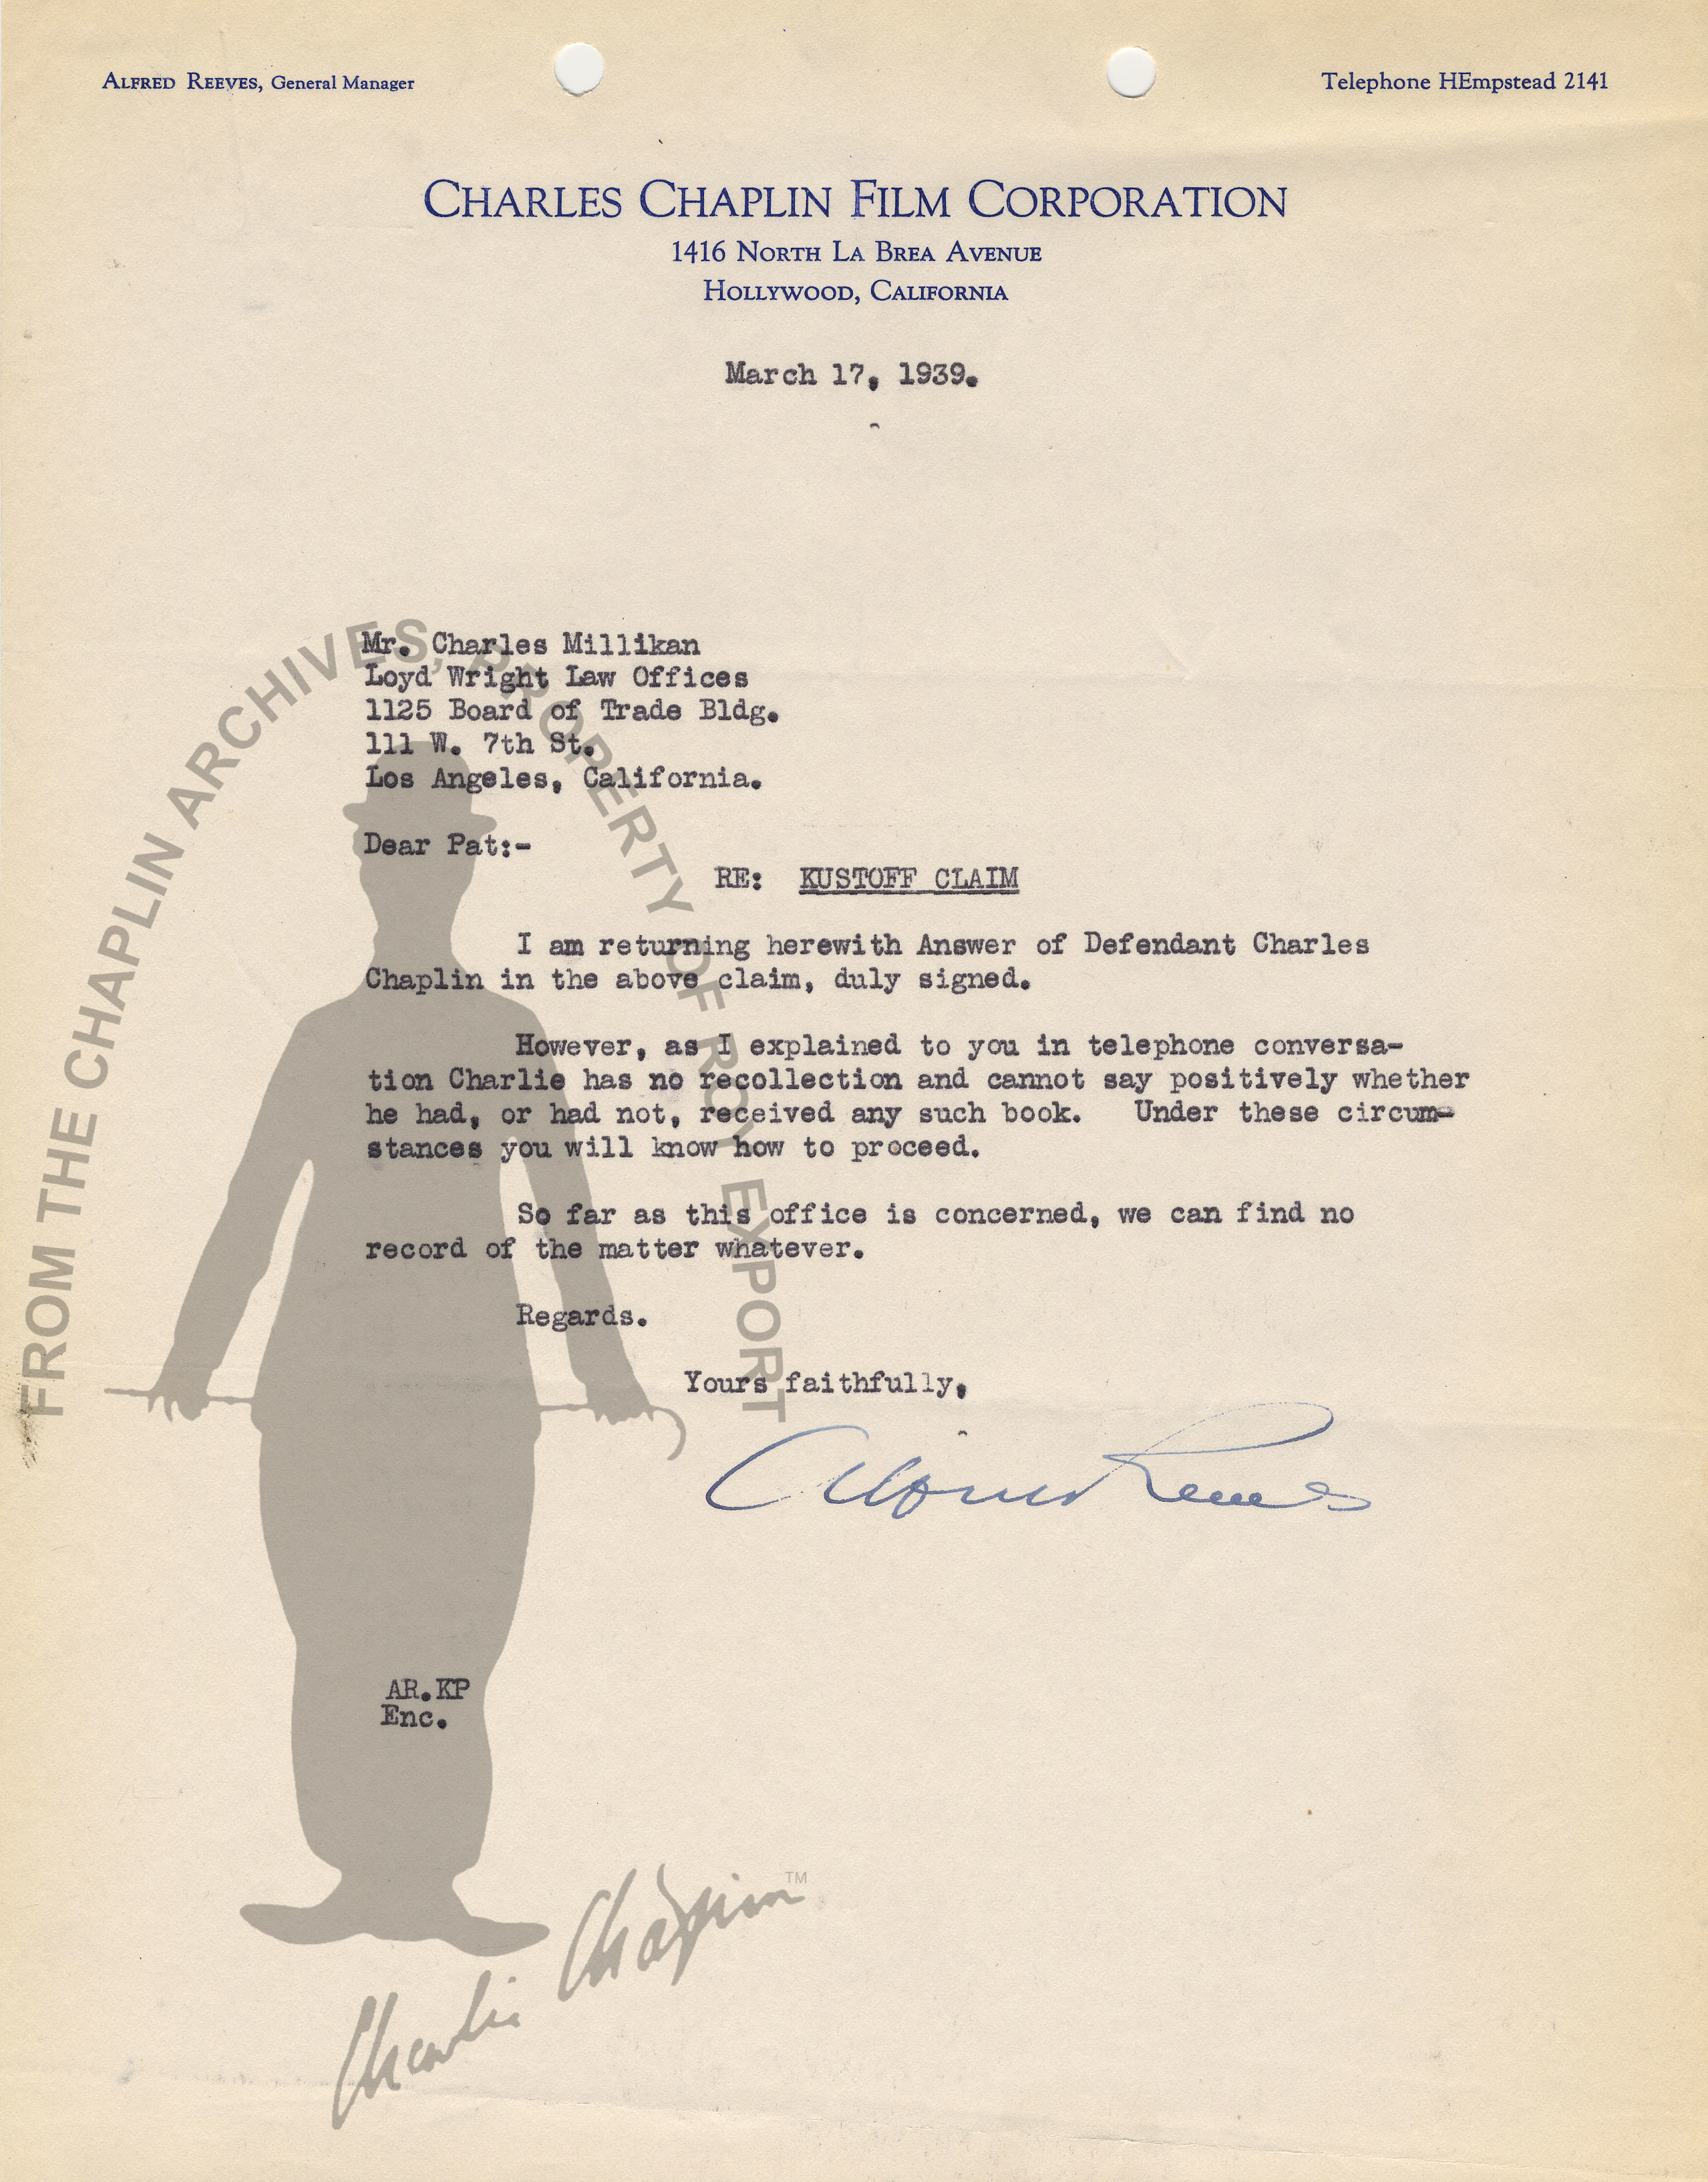 ALFRED REEVES, General Manager
Telephone HEmpstead 2141
CHARLES CHAPLIN FILM CORPORATION
1416 NORTH LA BREA AVENUE
HOLLYWOOD, CALIFORNIA
March 17, 1939.
Mr. Charles Millikan
Loyd Wright Law Offices
1125 Board of Trade Bldg.
111 W. 7th St.
Los Angeles, California.
Dear Pat:-
RE: KUSTOFF CLAIM
I am returning herewith Answer of Defendant Charles
Chaplin in the above claim, duly signed.
However, as I explained to you in telephone conversa-
tion Charlie has no recollection and cannot say positively whether
he had, or had not, received any such book. Under these circum-
stances you will know how to proceed.
So far as this office is concerned, we can find no
record of the matter whatever.
Regards.
Yours faithfully,
Alfred Reeves
AR.KP
Enc.
FROM THE CHAPLIN ARCHIVES, PROPERTY OF ROY EXPORT
Charlie Chaplin TM